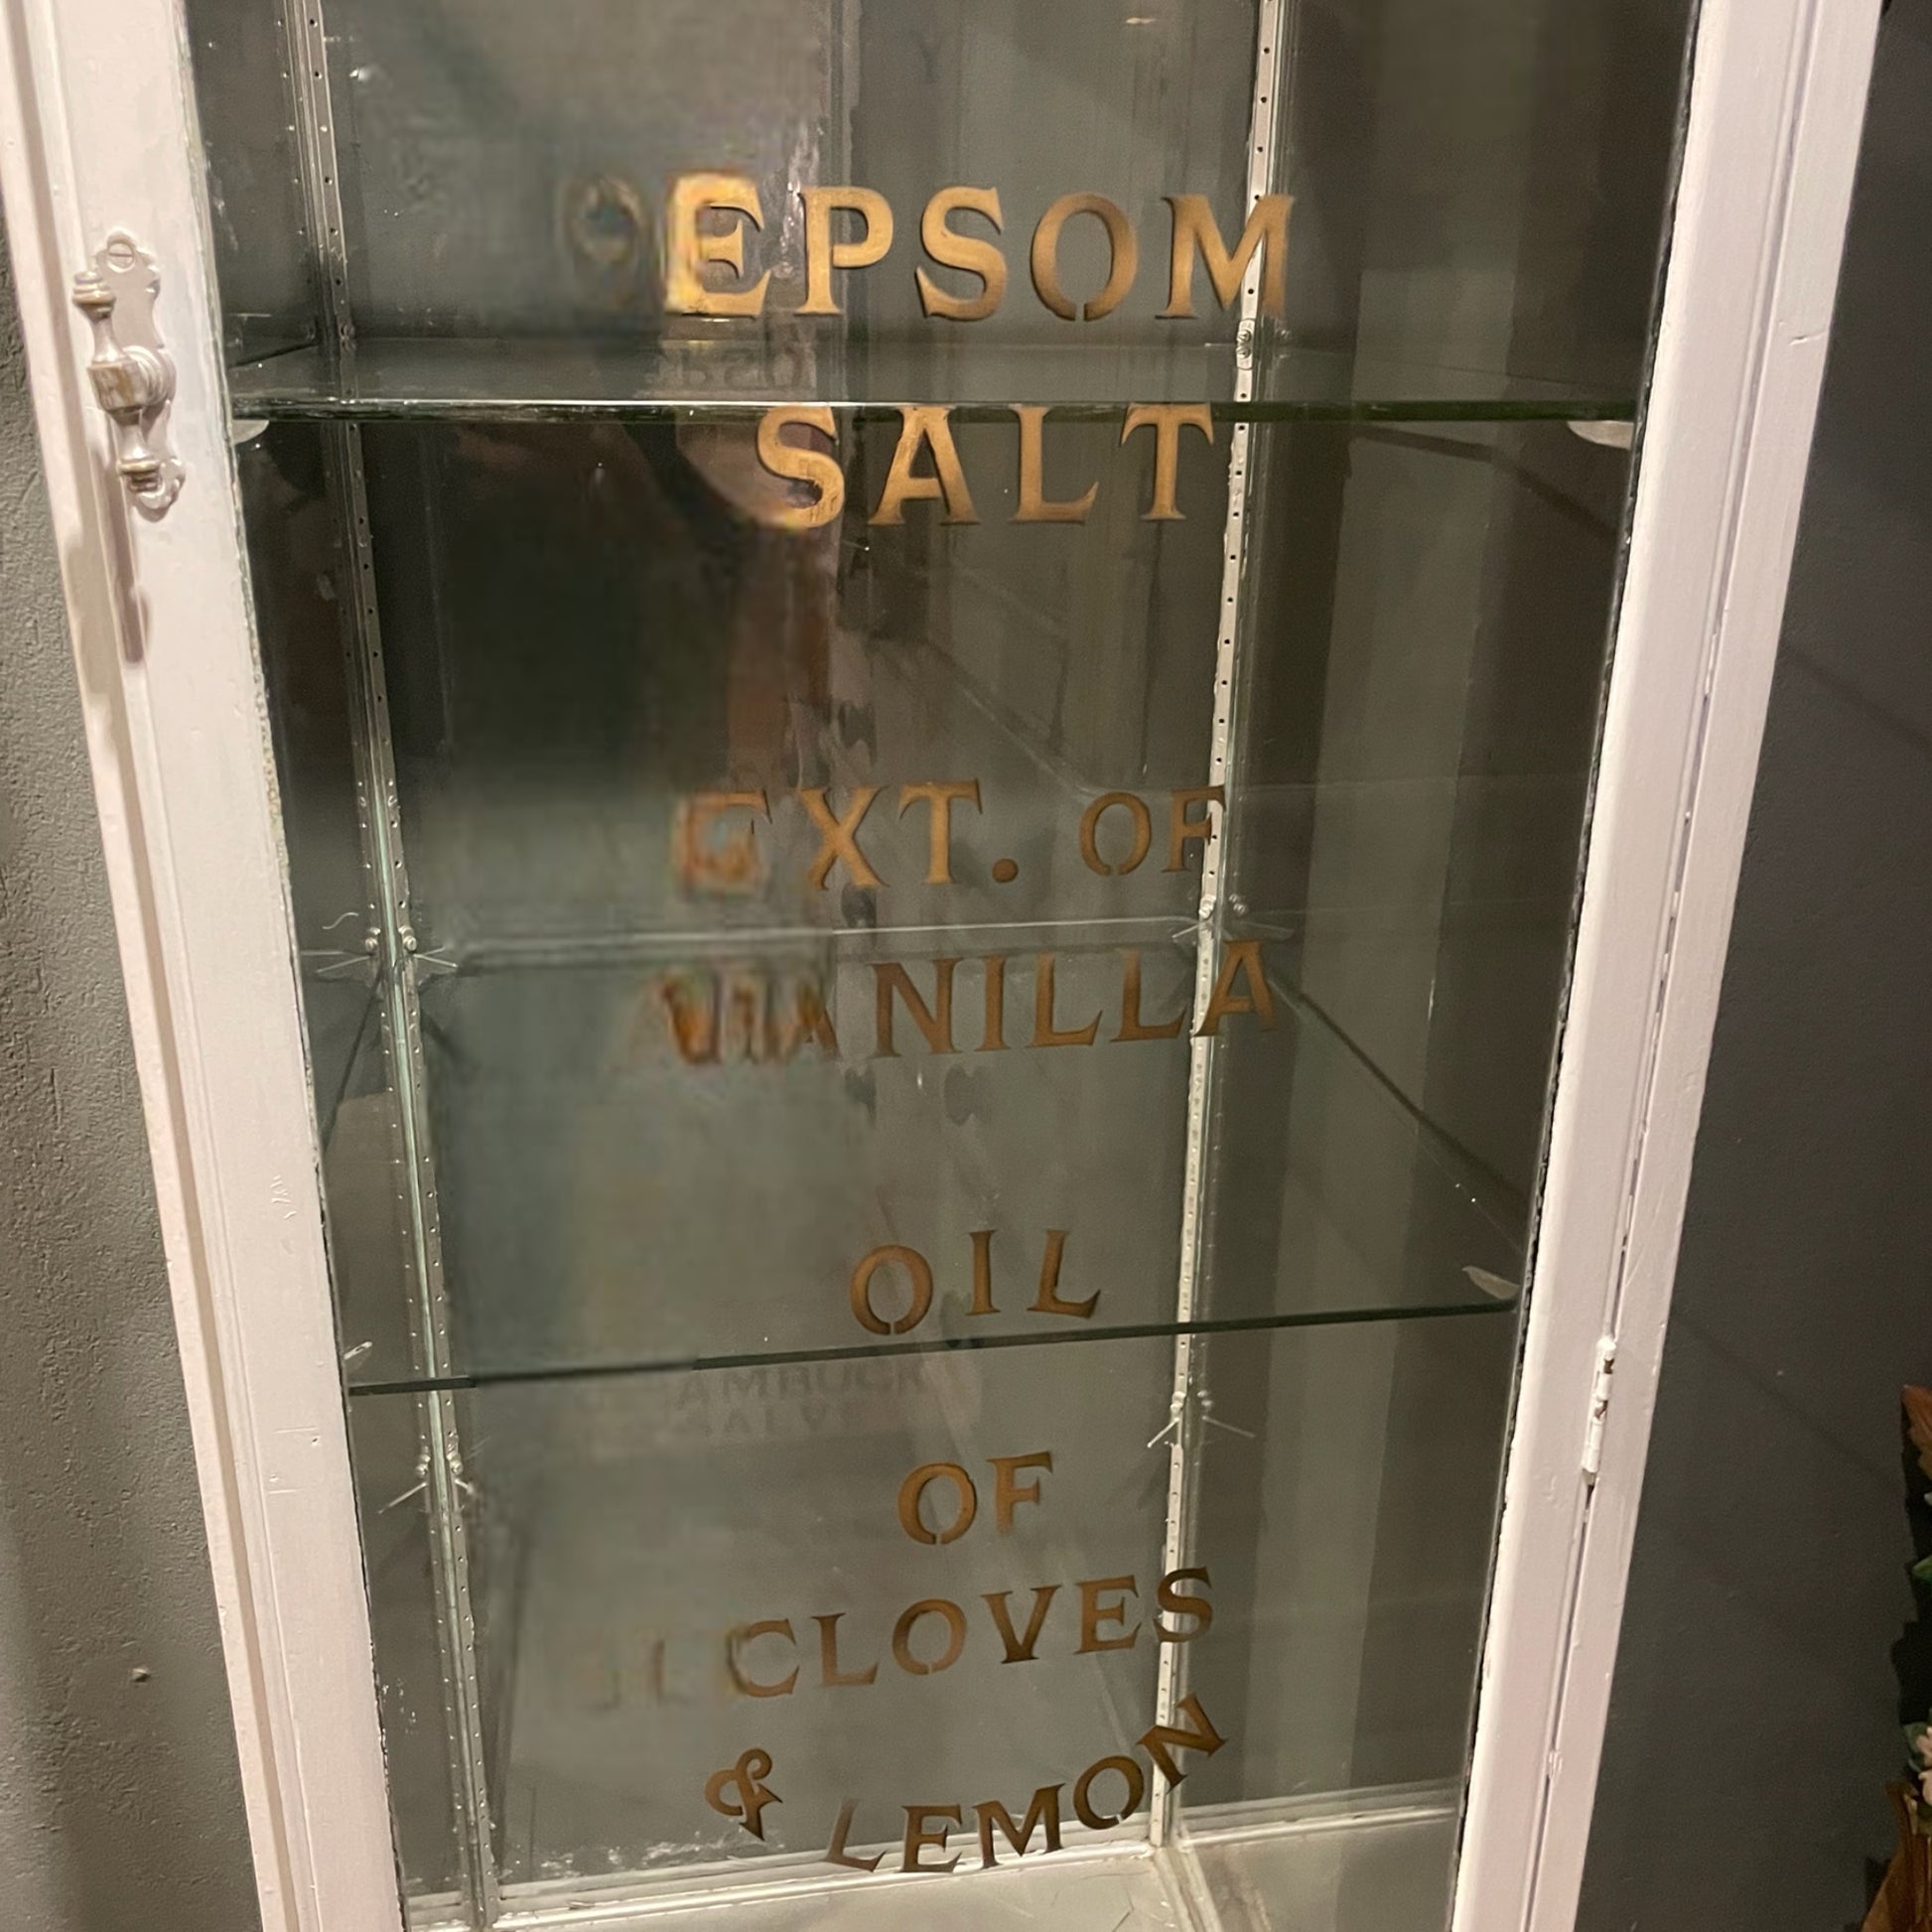 EPSOM
SALT
EXT. OF
VANILLA
OIL
OF
CLOVES
& LEMON